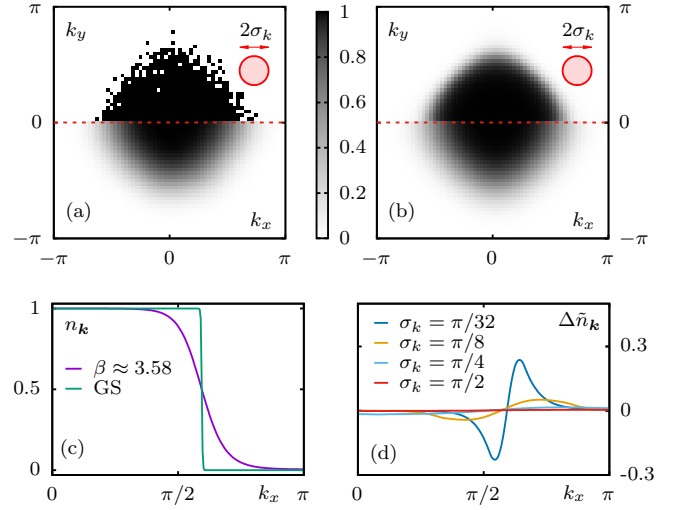 π
k_y
2σ_k
0
(a)
k_x
−π
−π
0
π
1
0.8
0.6
0.4
0.2
0
k_y
2σ_k
π
0
(b)
k_x
−π
−π
0
π
1
n_𝒌
β ≈ 3.58
GS
0.5
(c)
0
0
π/2
k_x
π
σ_k = π/32
σ_k = π/8
σ_k = π/4
σ_k = π/2
Δñ_𝒌
0.3
0
(d)
-0.3
0
π/2
k_x
π